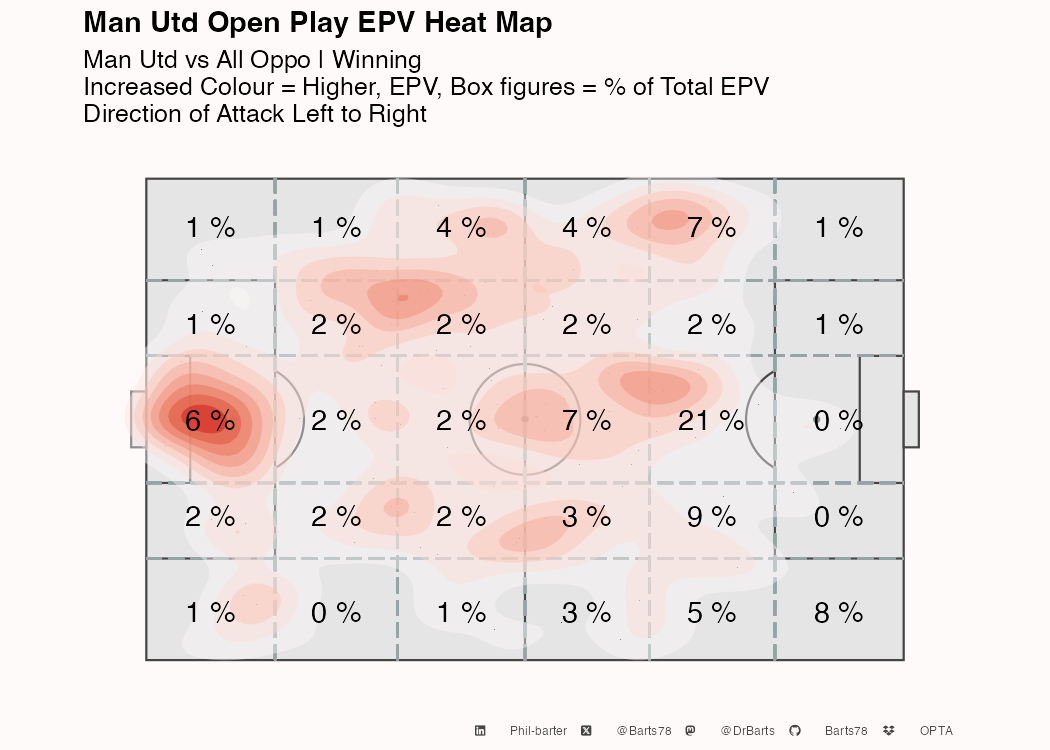 Man Utd Open Play EPV Heat Map
Man Utd vs All Oppo | Winning
Increased Colour = Higher, EPV, Box figures = % of Total EPV
Direction of Attack Left to Right
1 % 1 % 4 % 4 % 7 % 1 %
1 % 2 % 2 % 2 % 2 % 1 %
6 % 2 % 2 % 7 % 21 % 0 %
2 % 2 % 2 % 3 % 9 % 0 %
1 % 0 % 1 % 3 % 5 % 8 %
Phil-barter @Barts78 @DrBarts Barts78 OPTA